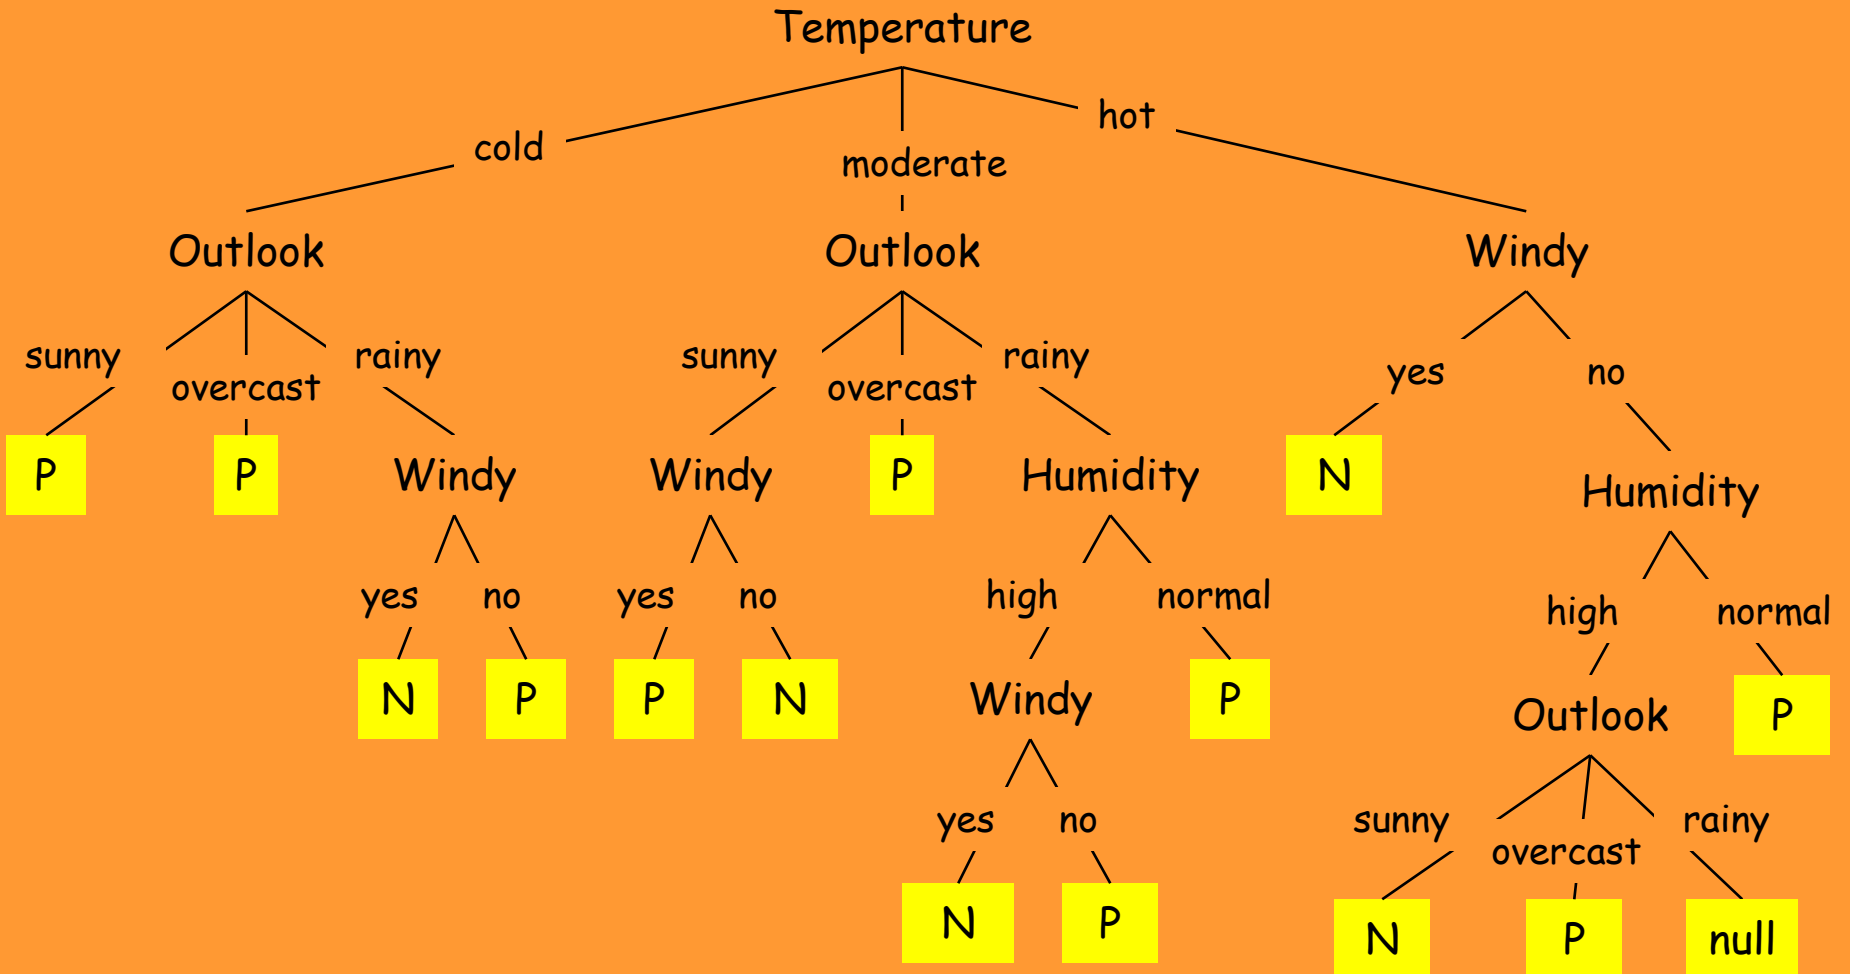 Temperature
hot
cold
moderate
Outlook Outlook Windy
sunny rainy sunny rainy
yes no
overcast overcast
P P Windy Windy P Humidity N
Humidity
yes no yes no high normal
high normal
N P P N Windy P
Outlook P
yes no sunny rainy
overcast
N P
N P null